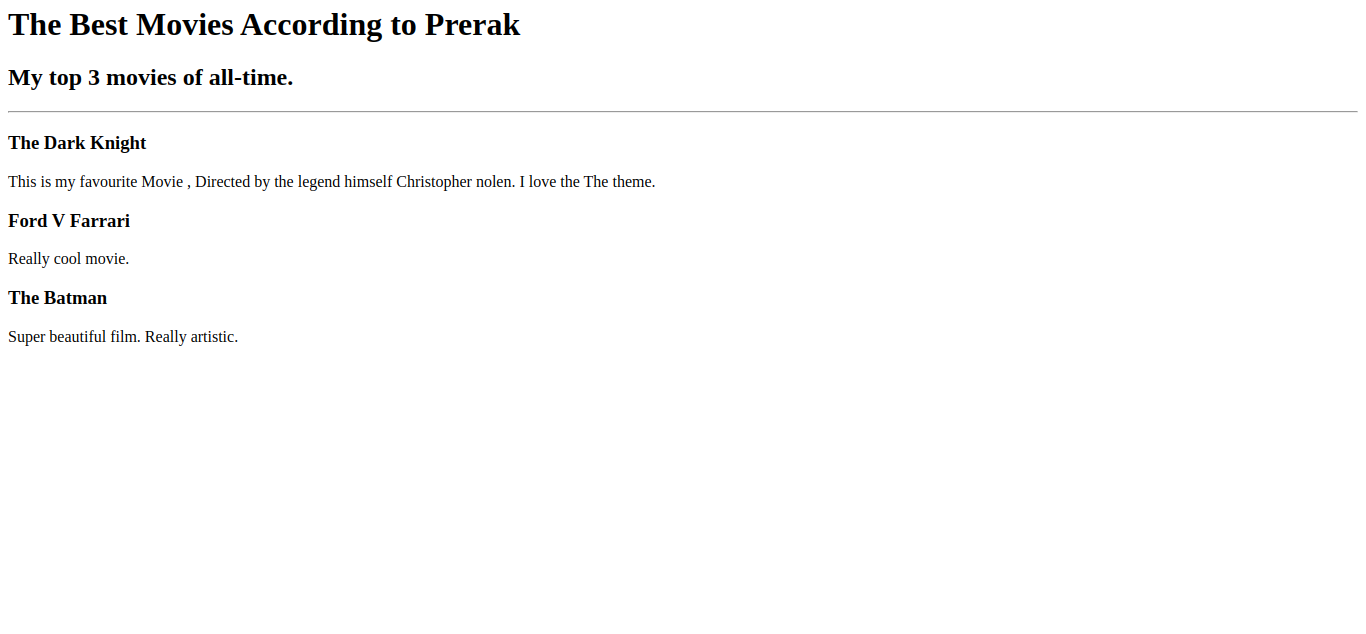 The Best Movies According to Prerak
My top 3 movies of all-time.
The Dark Knight
This is my favourite Movie , Directed by the legend himself Christopher nolen. I love the The theme.
Ford V Farrari
Really cool movie.
The Batman
Super beautiful film. Really artistic.